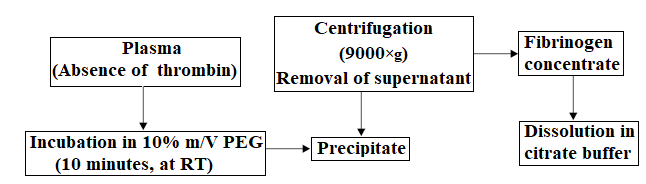 Plasma
(Absence of  thrombin)
Incubation in 10% m/V PEG
(10 minutes, at RT)
Centrifugation
(9000×g)
Removal of supernatant
Precipitate
Fibrinogen
concentrate
Dissolution in
citrate buffer